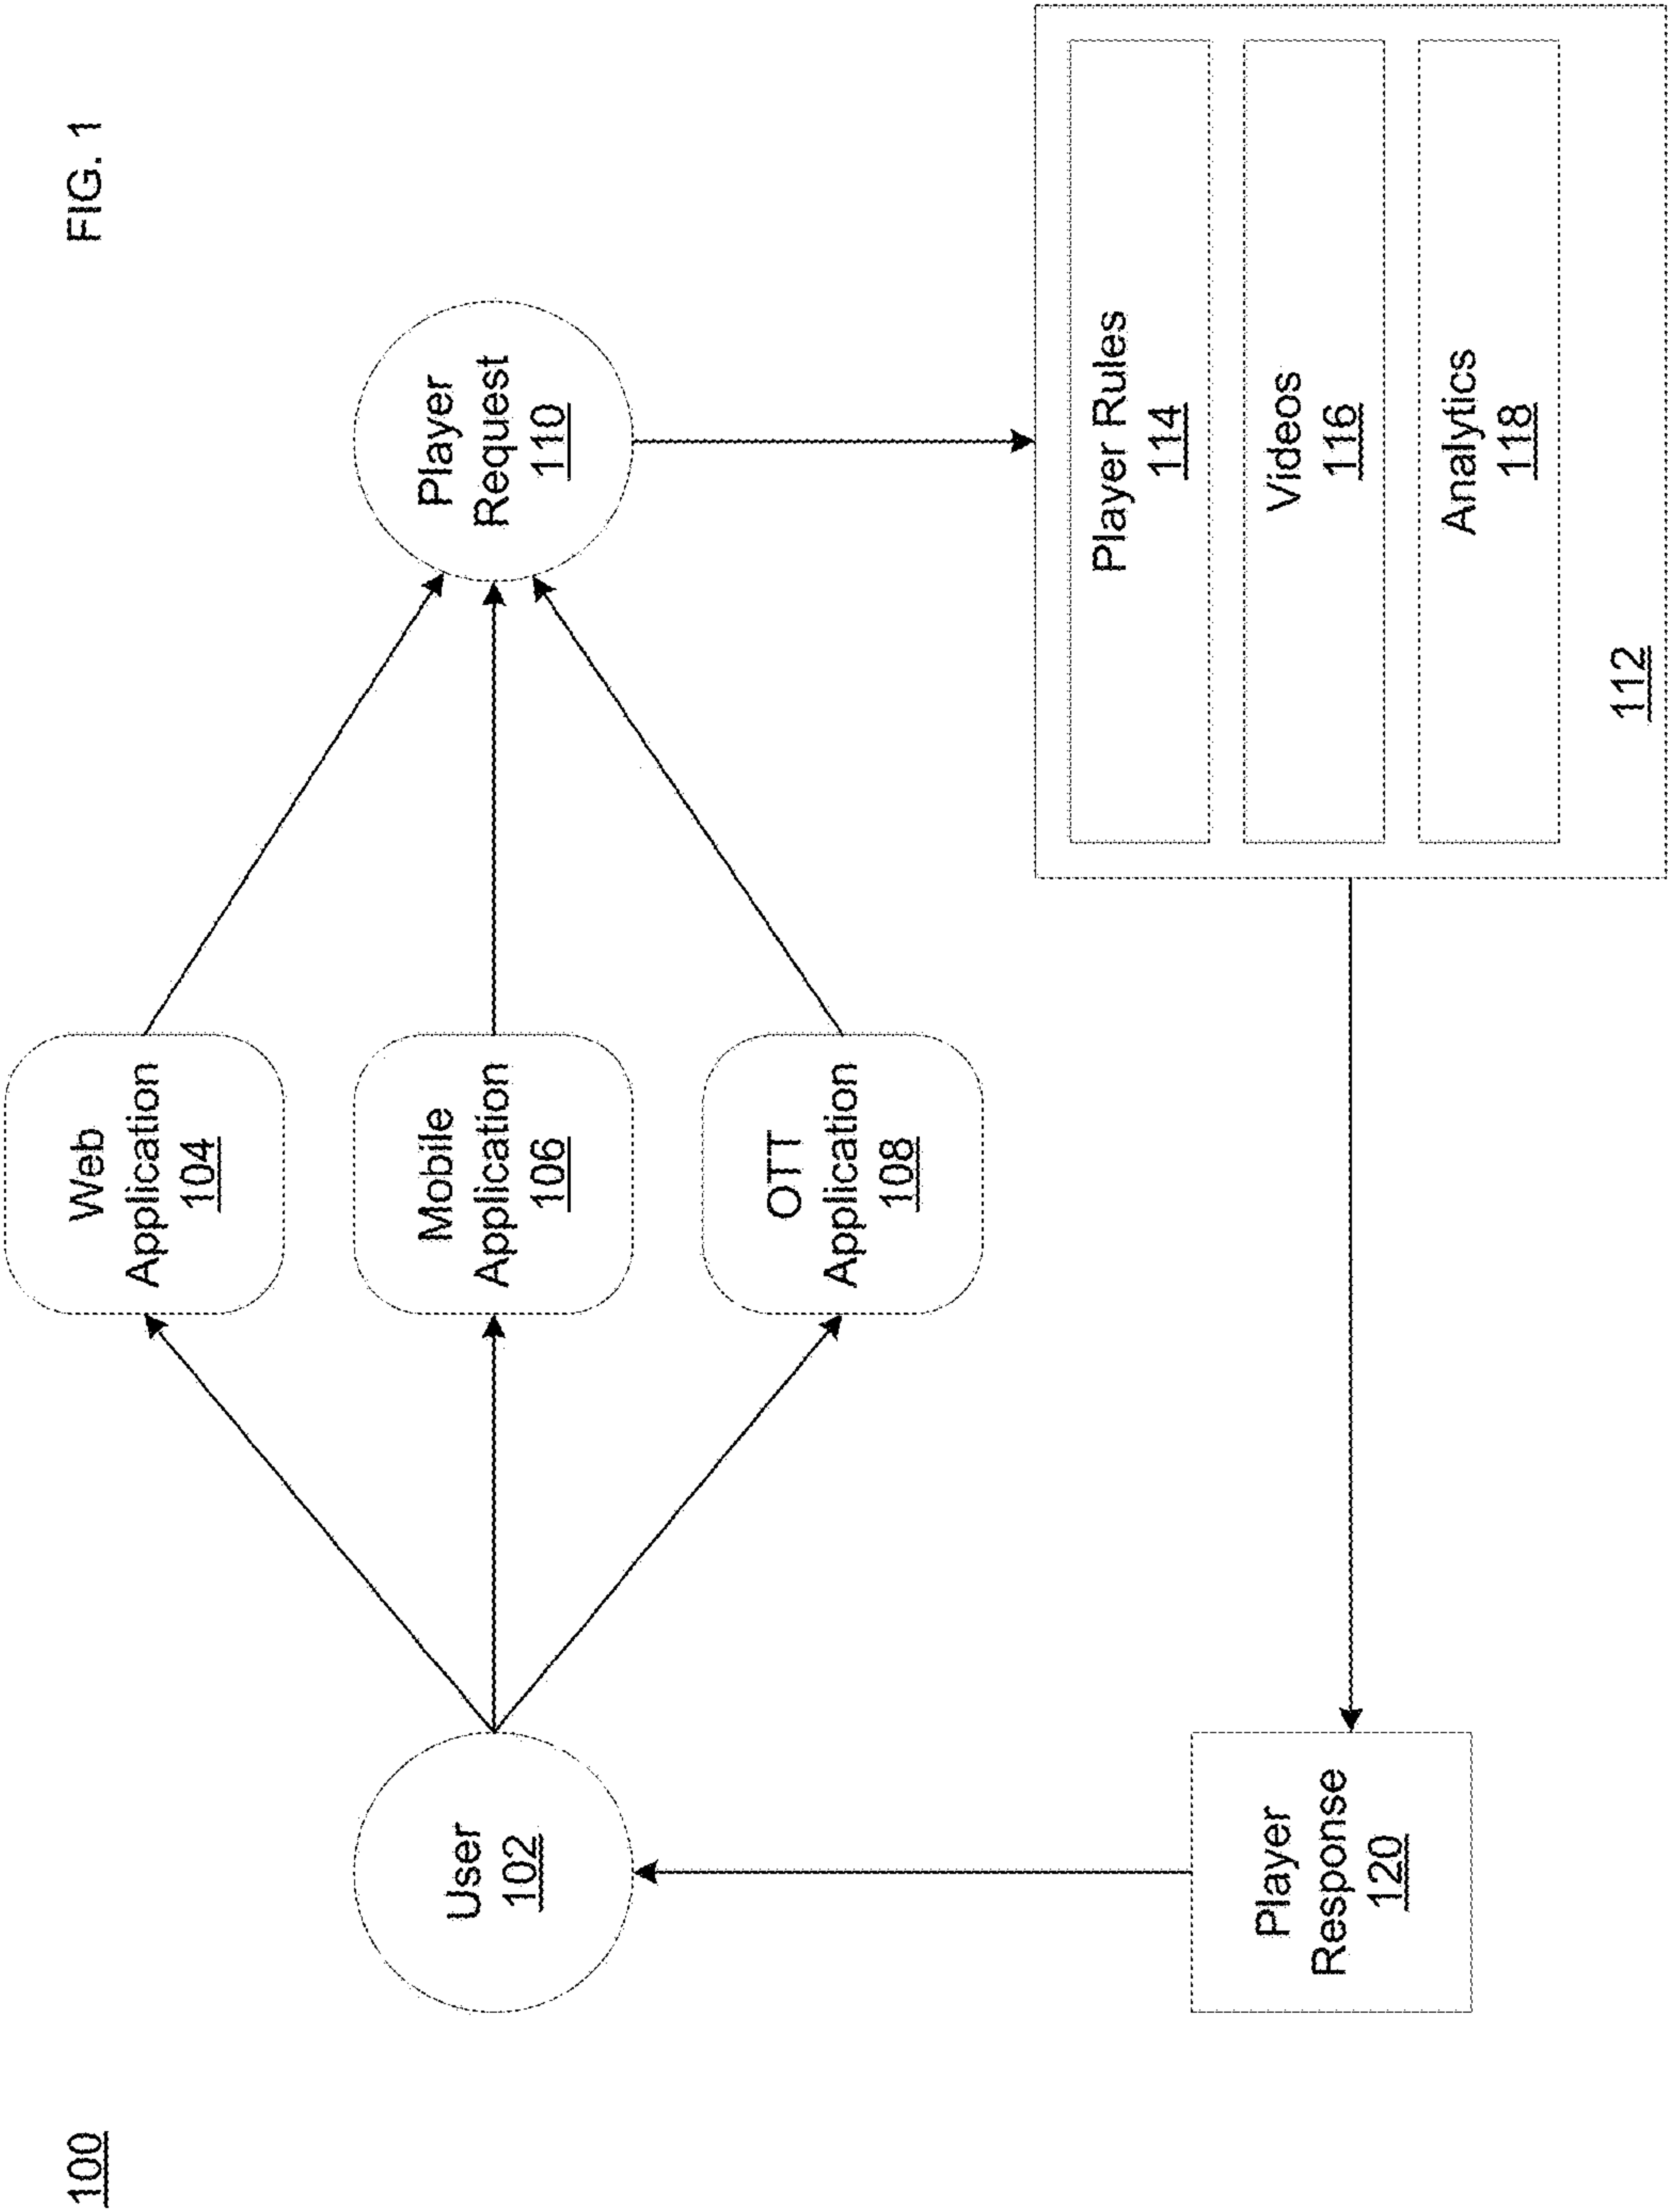 100
FIG. 1
Web
Application
104
User
102
Mobile
Application
106
Player
Request
110
OTT
Application
108
Player
Response
120
Player Rules
114
Videos
116
Analytics
118
112